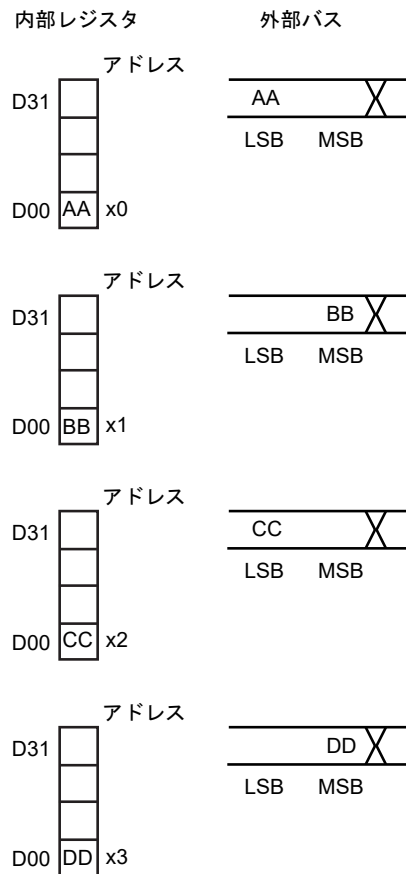 内部レジスタ 外部バス
アドレス
D31 AA
LSB MSB
D00 AA x0
アドレス
D31 BB
LSB MSB
D00 BB x1
アドレス
D31 CC
LSB MSB
D00 CC x2
アドレス
D31 DD
LSB MSB
D00 DD x3